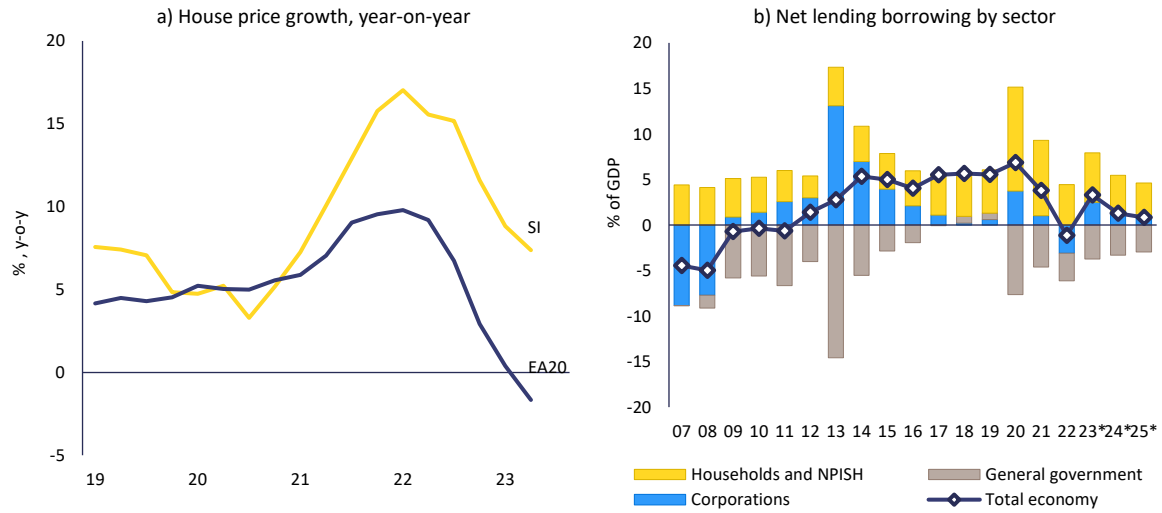 a) House price growth, year-on-year
20
15
10
5
0
-5
%, y-o-y
SI
EA20
19 20 21 22 23
b) Net lending borrowing by sector
20
15
10
5
0
-5
-10
-15
-20
% of GDP
07 08 09 10 11 12 13 14 15 16 17 18 19 20 21 22 23* 24* 25*
Households and NPISH
General government
Corporations
Total economy